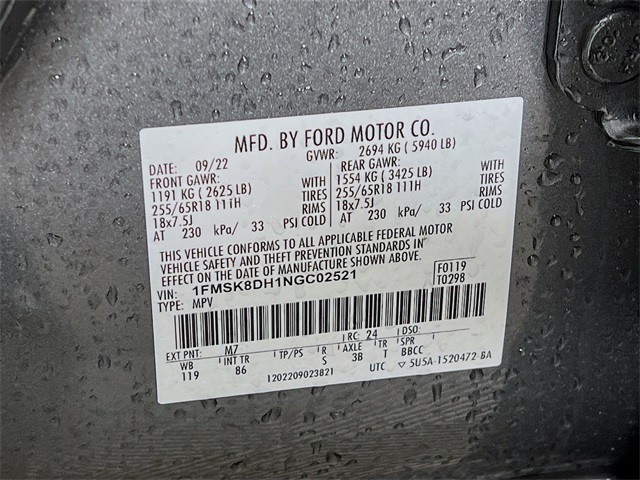 MFD. BY FORD MOTOR CO.
DATE: 09/22 GVWR: 2694 KG ( 5940 LB)
FRONT GAWR: REAR GAWR:
1191 KG ( 2625 LB) WITH 1554 KG ( 3425 LB) WITH
255/65R18 111H TIRES 255/65R18 111H TIRES
18x7.5J RIMS 18x7.5J RIMS
AT 230 kPa/ 33 PSI COLD AT 230 kPa/ 33 PSI COLD
THIS VEHICLE CONFORMS TO ALL APPLICABLE FEDERAL MOTOR
VEHICLE SAFETY AND THEFT PREVENTION STANDARDS IN
EFFECT ON THE DATE OF MANUFACTURE SHOWN ABOVE.
VIN: 1FMSK8DH1NGC02521 F0119
TYPE: MPV T0298
EXT PNT: M7 RC: 24 DSO:
WB INT TR TP/PS R AXLE TR SPR
119 86 S 3B T BBCC
1202209023821 UTC ▽ 5U5A-1520472-BA